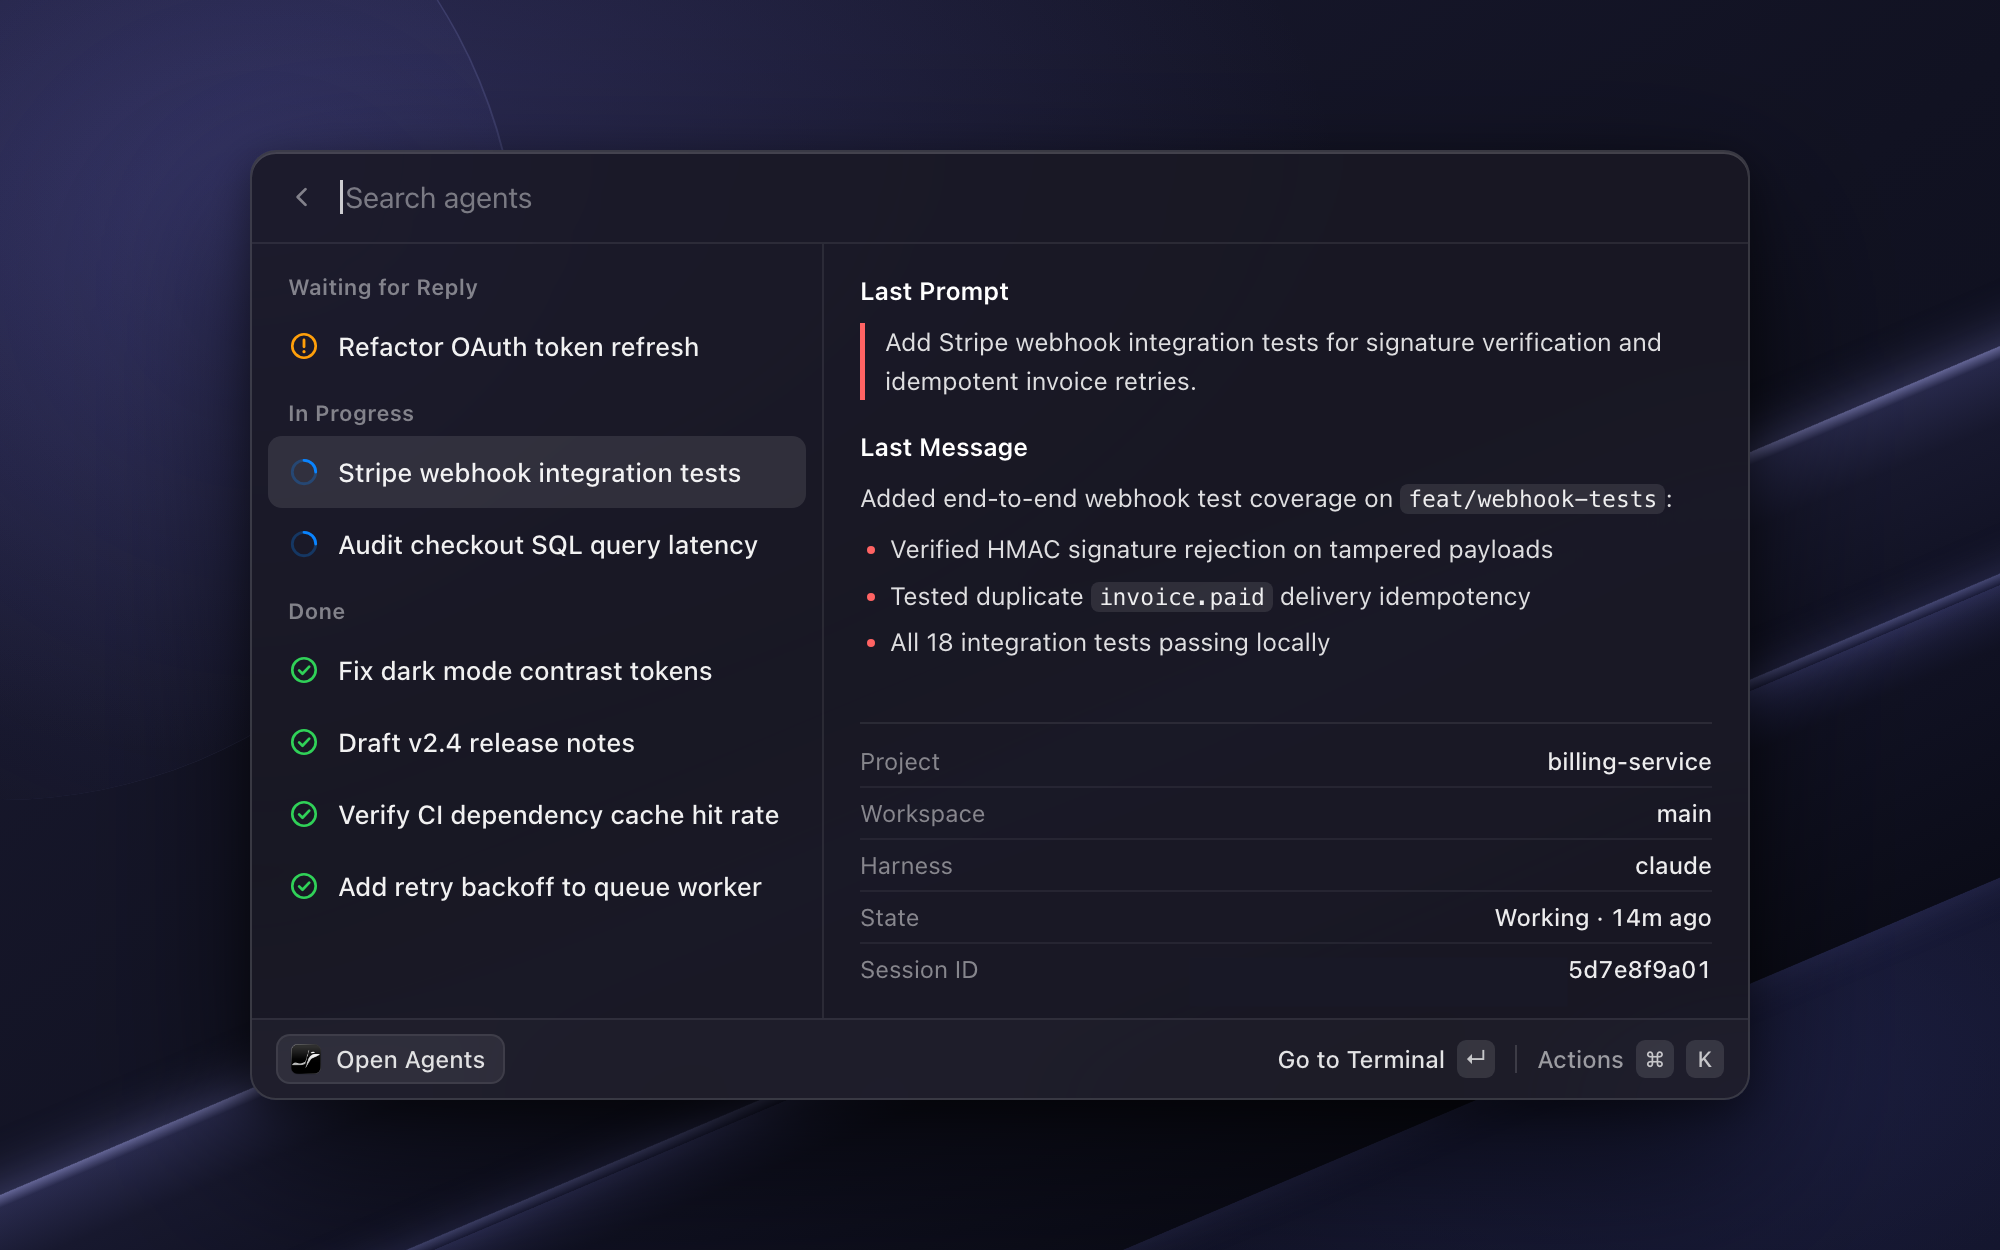 Search agents
Waiting for Reply
Refactor OAuth token refresh
In Progress
Stripe webhook integration tests
Audit checkout SQL query latency
Done
Fix dark mode contrast tokens
Draft v2.4 release notes
Verify CI dependency cache hit rate
Add retry backoff to queue worker
Last Prompt
Add Stripe webhook integration tests for signature verification and
idempotent invoice retries.
Last Message
Added end-to-end webhook test coverage on feat/webhook-tests:
• Verified HMAC signature rejection on tampered payloads
• Tested duplicate invoice.paid delivery idempotency
• All 18 integration tests passing locally
Project billing-service
Workspace main
Harness claude
State Working · 14m ago
Session ID 5d7e8f9a01
Open Agents
Go to Terminal ↵ Actions ⌘ K